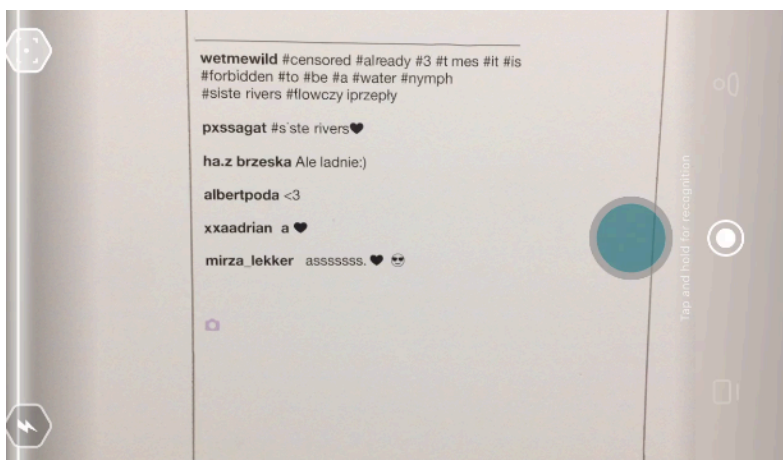 wetmewild #censored #already #3 #t mes #it #is
#forbidden #to #be #a #water #nymph
#siste rivers #flowczy iprzepły
pxssagat #s ste rivers🖤
ha.z brzeska Ale ladnie:)
albertpoda <3
xxaadrian a 🖤
mirza_lekker asssssss. 🖤 😎
Tap and hold for recognition